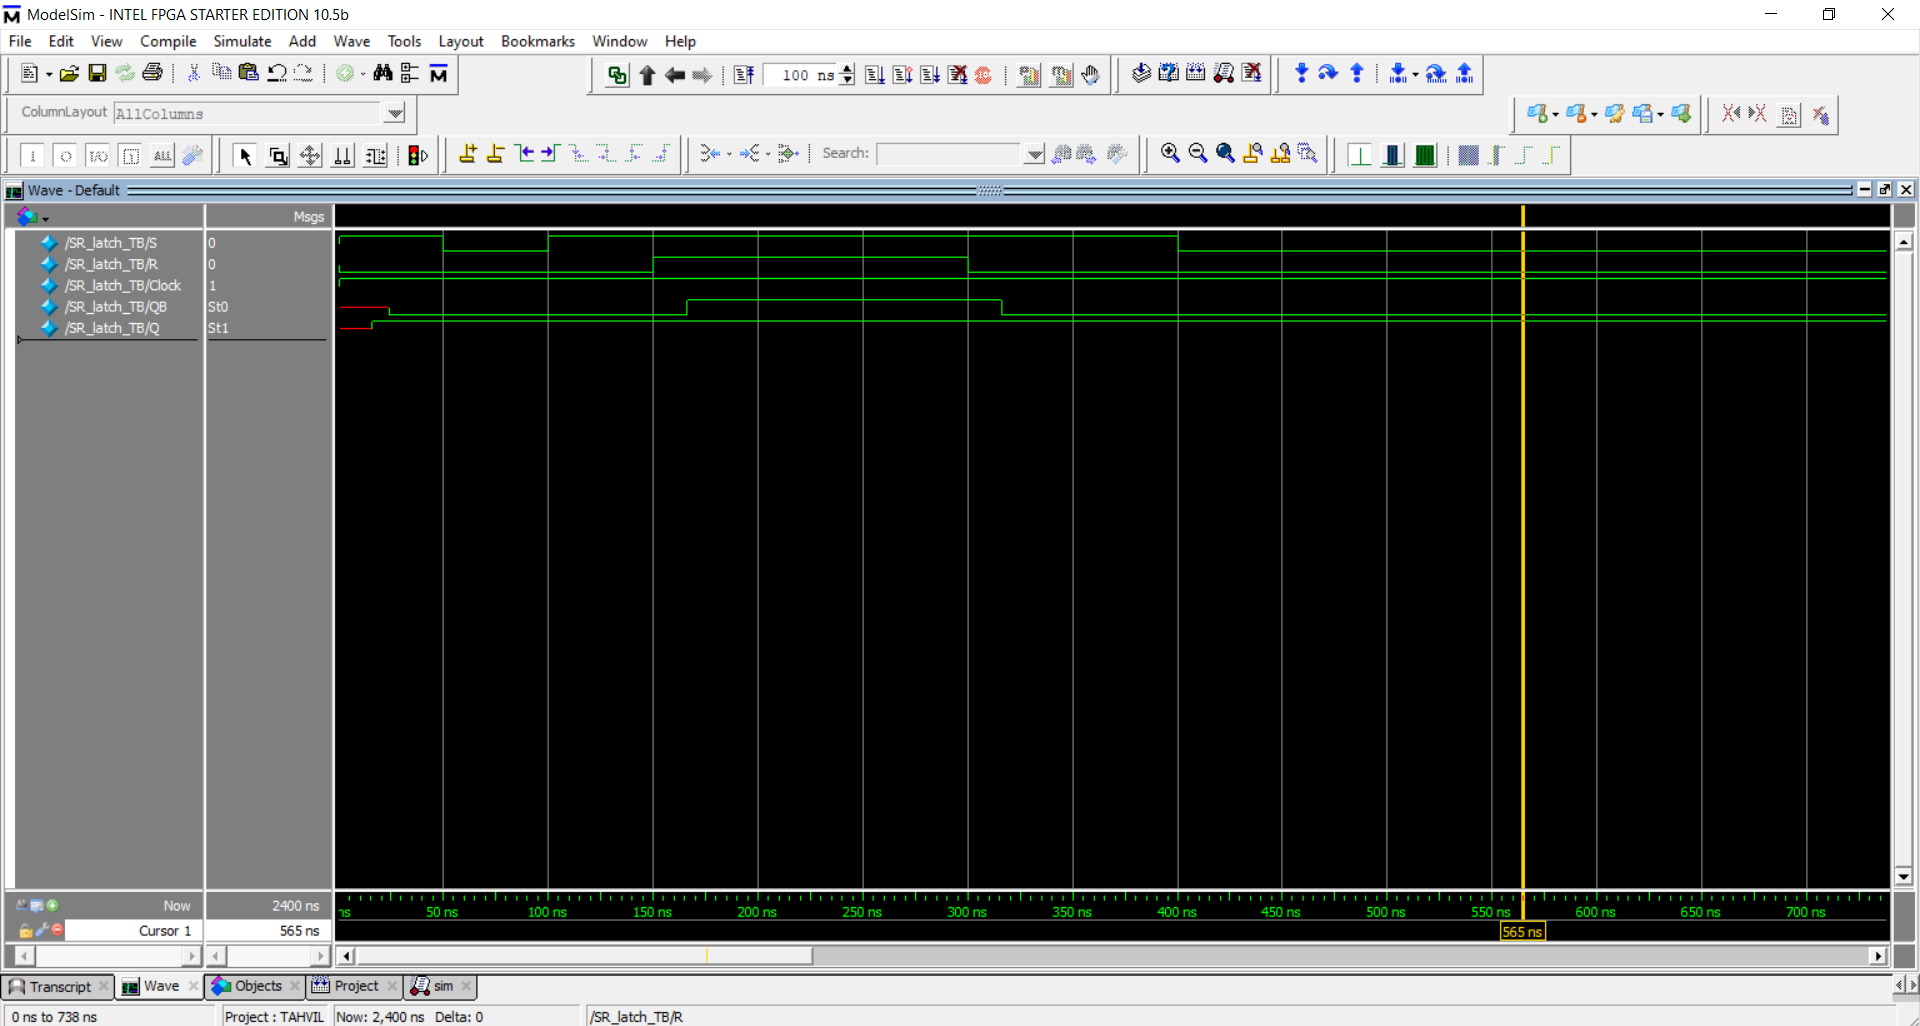 ModelSim - INTEL FPGA STARTER EDITION 10.5b
File Edit View Compile Simulate Add Wave Tools Layout Bookmarks Window Help
100 ns
ColumnLayout AllColumns
Search:
Wave - Default
Msgs
/SR_latch_TB/S 0
/SR_latch_TB/R 0
/SR_latch_TB/Clock 1
/SR_latch_TB/QB St0
/SR_latch_TB/Q St1
Now 2400 ns
ns 50 ns 100 ns 150 ns 200 ns 250 ns 300 ns 350 ns 400 ns 450 ns 500 ns 550 ns 600 ns 650 ns 700 ns
Cursor 1 565 ns
565 ns
Transcript Wave Objects Project sim
0 ns to 738 ns Project : TAHVIL Now: 2,400 ns Delta: 0 /SR_latch_TB/R